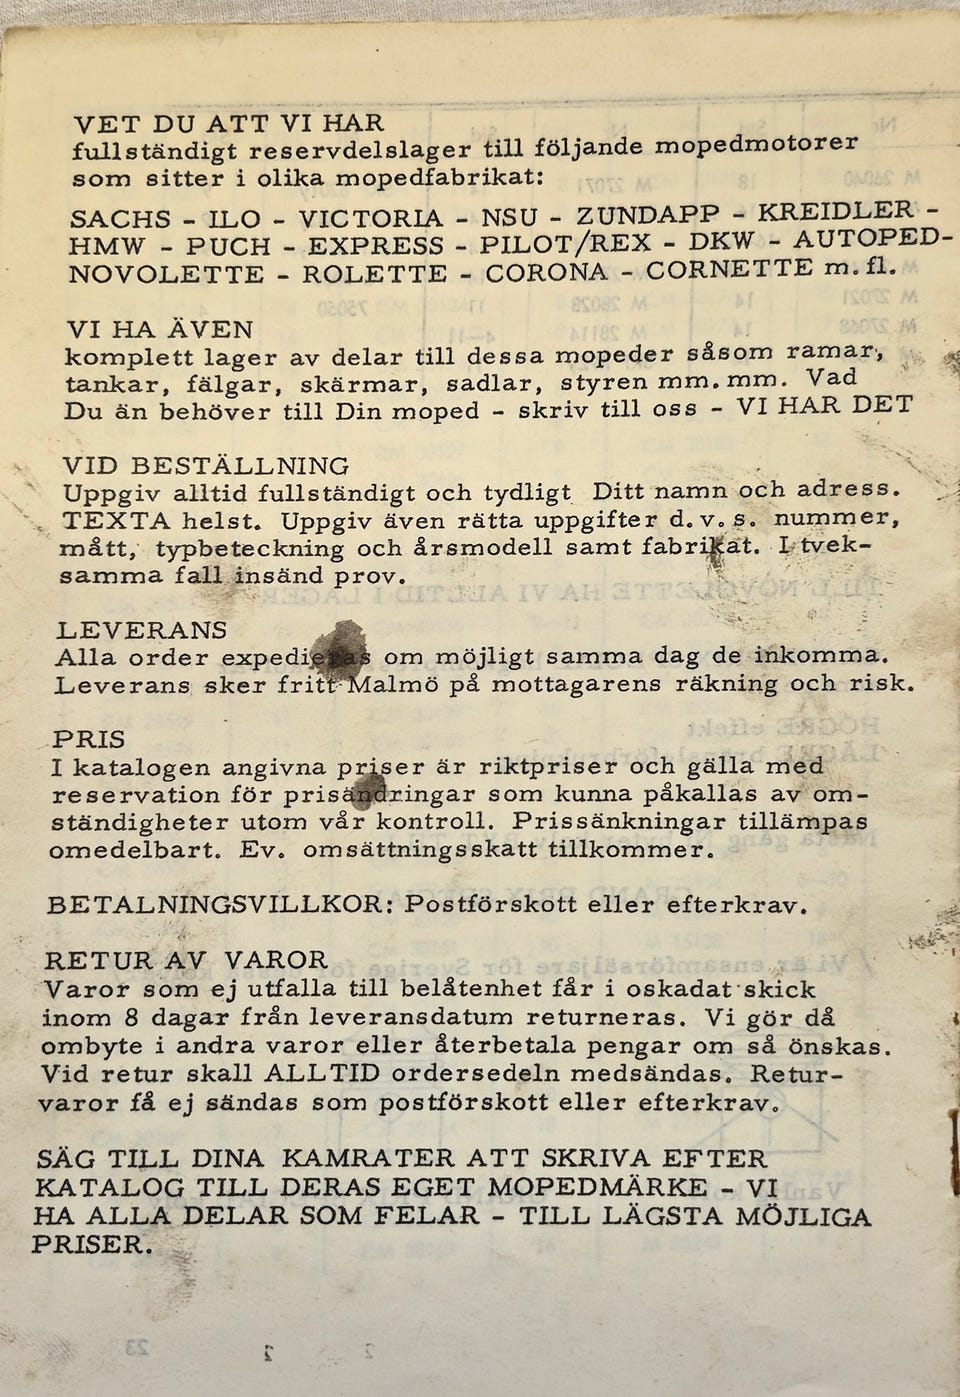 VET DU ATT VI HAR
fullständigt reservdelslager till följande mopedmotorer
som sitter i olika mopedfabrikat:
SACHS - ILO - VICTORIA - NSU - ZUNDAPP - KREIDLER -
HMW - PUCH - EXPRESS - PILOT/REX - DKW - AUTOPED-
NOVOLETTE - ROLETTE - CORONA - CORNETTE m.fl.
VI HA ÄVEN
komplett lager av delar till dessa mopeder såsom ramar,
tankar, fälgar, skärmar, sadlar, styren mm.mm. Vad
Du än behöver till Din moped - skriv till oss - VI HAR DET
VID BESTÄLLNING
Uppgiv alltid fullständigt och tydligt Ditt namn och adress.
TEXTA helst. Uppgiv även rätta uppgifter d.v.s. nummer,
mått, typbeteckning och årsmodell samt fabrikat. I tvek-
samma fall insänd prov.
LEVERANS
Alla order expedieras om möjligt samma dag de inkomma.
Leverans sker fritt Malmö på mottagarens räkning och risk.
PRIS
I katalogen angivna priser är riktpriser och gälla med
reservation för prisändringar som kunna påkallas av om-
ständigheter utom vår kontroll. Prissänkningar tillämpas
omedelbart. Ev. omsättningsskatt tillkommer.
BETALNINGSVILLKOR: Postförskott eller efterkrav.
RETUR AV VAROR
Varor som ej utfalla till belåtenhet får i oskadat skick
inom 8 dagar från leveransdatum returneras. Vi gör då
ombyte i andra varor eller återbetala pengar om så önskas.
Vid retur skall ALLTID ordersedeln medsändas. Retur-
varor få ej sändas som postförskott eller efterkrav.
SÄG TILL DINA KAMRATER ATT SKRIVA EFTER
KATALOG TILL DERAS EGET MOPEDMÄRKE - VI
HA ALLA DELAR SOM FELAR - TILL LÄGSTA MÖJLIGA
PRISER.